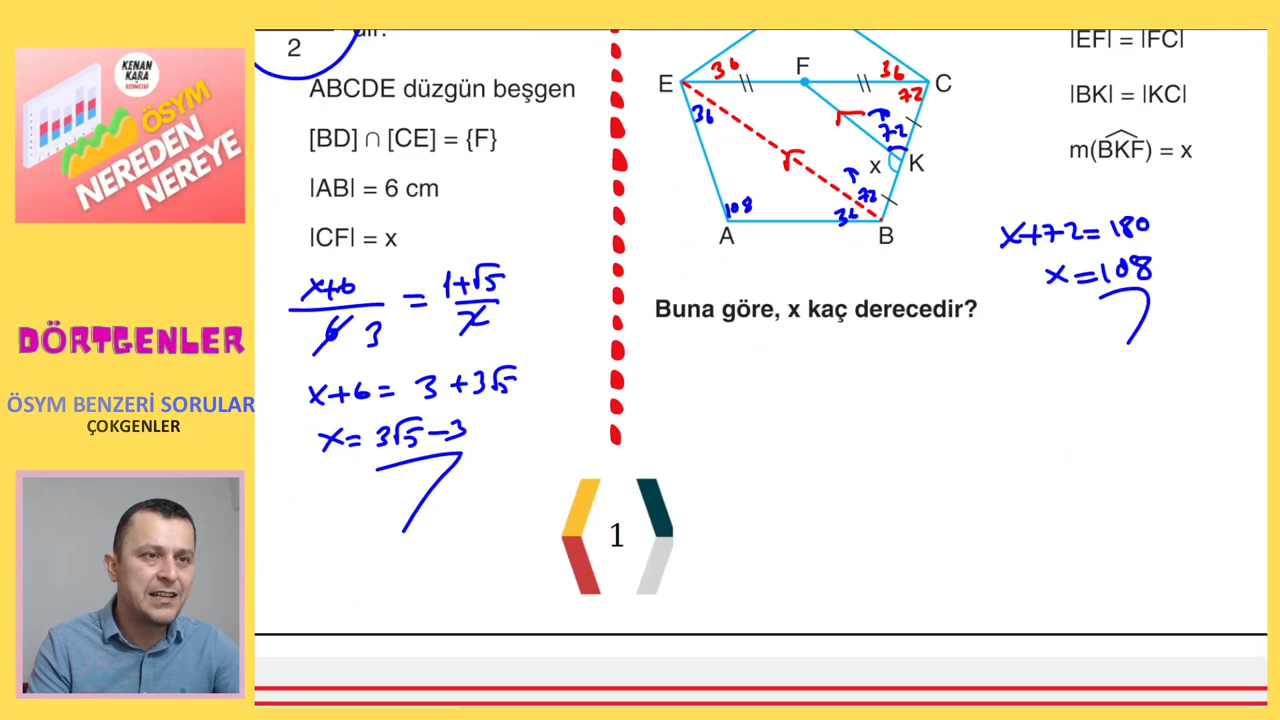 KENAN
KARA
ÖSYM
NEREDEN
NEREYE
DÖRTGENLER
ÖSYM BENZERİ SORULAR
ÇOKGENLER
2
ABCDE düzgün beşgen
[BD] ∩ [CE] = {F}
|AB| = 6 cm
|CF| = x
x+6 / 6 3 = 1+√5 / 2
x+6 = 3+3√5
x = 3√5-3
E 36 F 36 C
72
36
72
x K
72
108 36
A B
Buna göre, x kaç derecedir?
|EF| = |FC|
|BK| = |KC|
m(BKF) = x
x+72=180
x=108
1